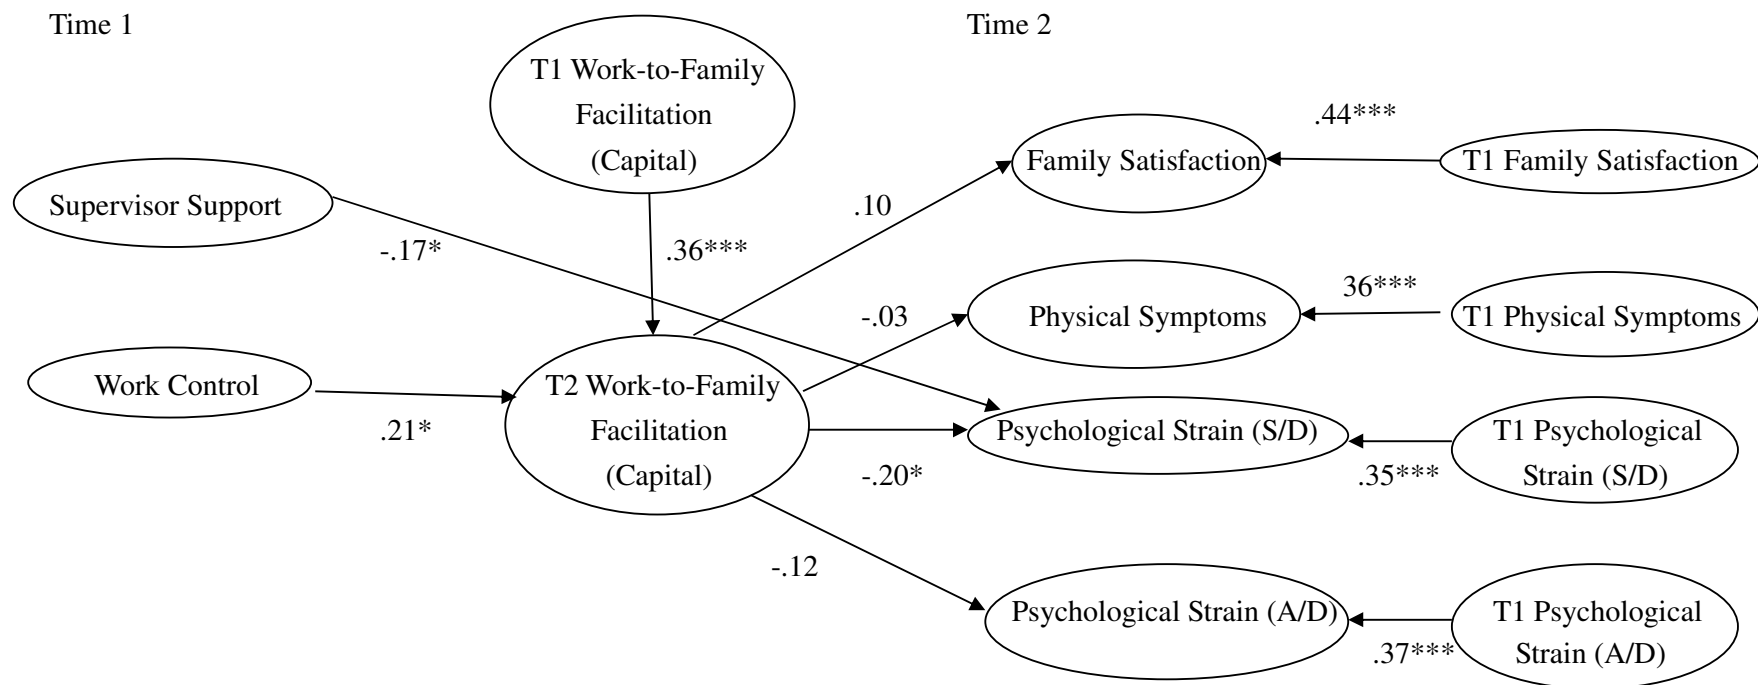 Time 1
Time 2
T1 Work-to-Family
Facilitation
(Capital)
Supervisor Support
-.17*
.36***
.10
Family Satisfaction
.44***
T1 Family Satisfaction
-.03
Physical Symptoms
36***
T1 Physical Symptoms
Work Control
.21*
T2 Work-to-Family
Facilitation
(Capital)
-.20*
Psychological Strain (S/D)
.35***
T1 Psychological
Strain (S/D)
-.12
Psychological Strain (A/D)
.37***
T1 Psychological
Strain (A/D)